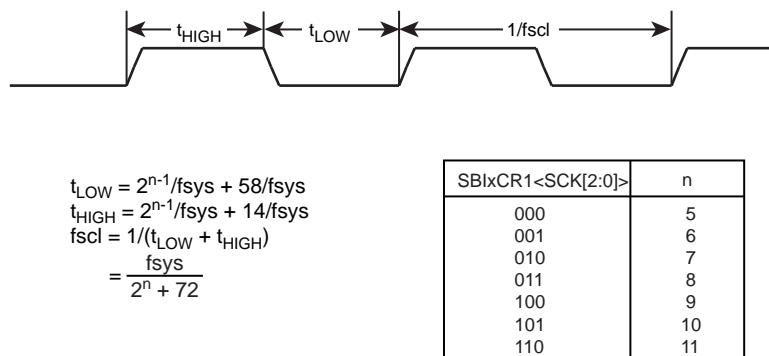 tHIGH tLOW 1/fscl
tLOW = 2n-1/fsys + 58/fsys
tHIGH = 2n-1/fsys + 14/fsys
fscl = 1/(tLOW + tHIGH)
= fsys
2n + 72
SBIxCR1<SCK[2:0]> n
000 5
001 6
010 7
011 8
100 9
101 10
110 11